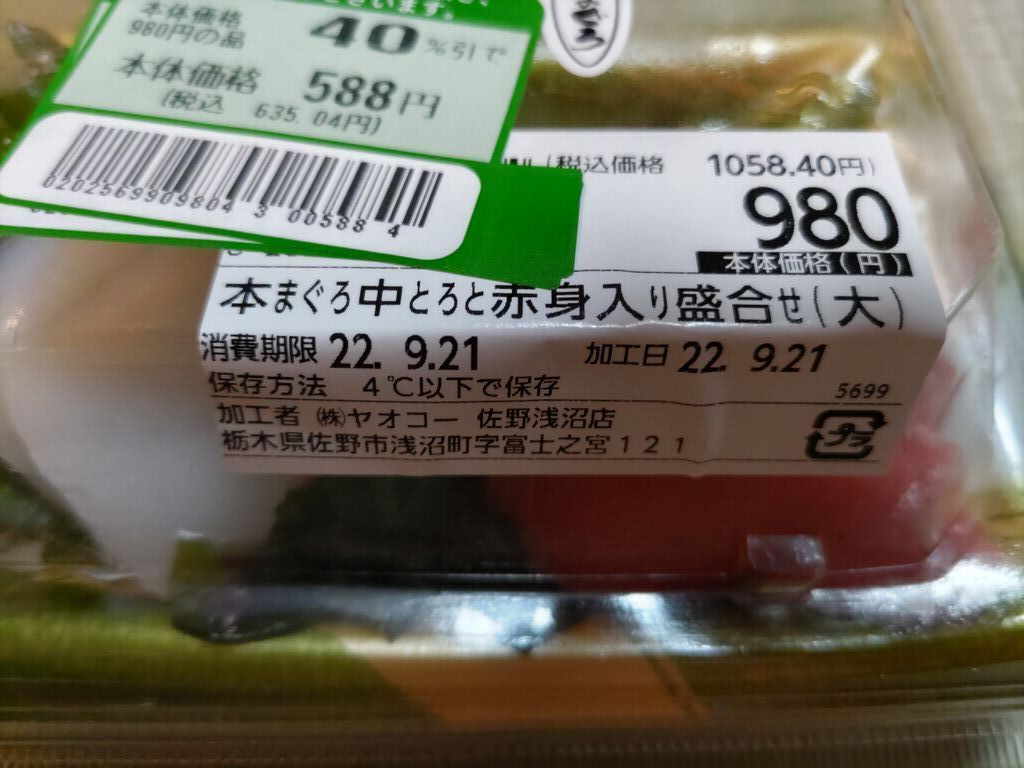 ざいます。
本体価格
980円の品
40%引で
本体価格 588円
(税込 635.04円)
0202569909804 3 00588 4
(税込価格 1058.40円)
980
本体価格(円)
本まぐろ中とろと赤身入り盛合せ(大)
消費期限 22. 9.21 加工日 22. 9.21
保存方法 4℃以下で保存
5699
加工者 ㈱ヤオコー 佐野浅沼店
栃木県佐野市浅沼町字富士之宮121
プラ